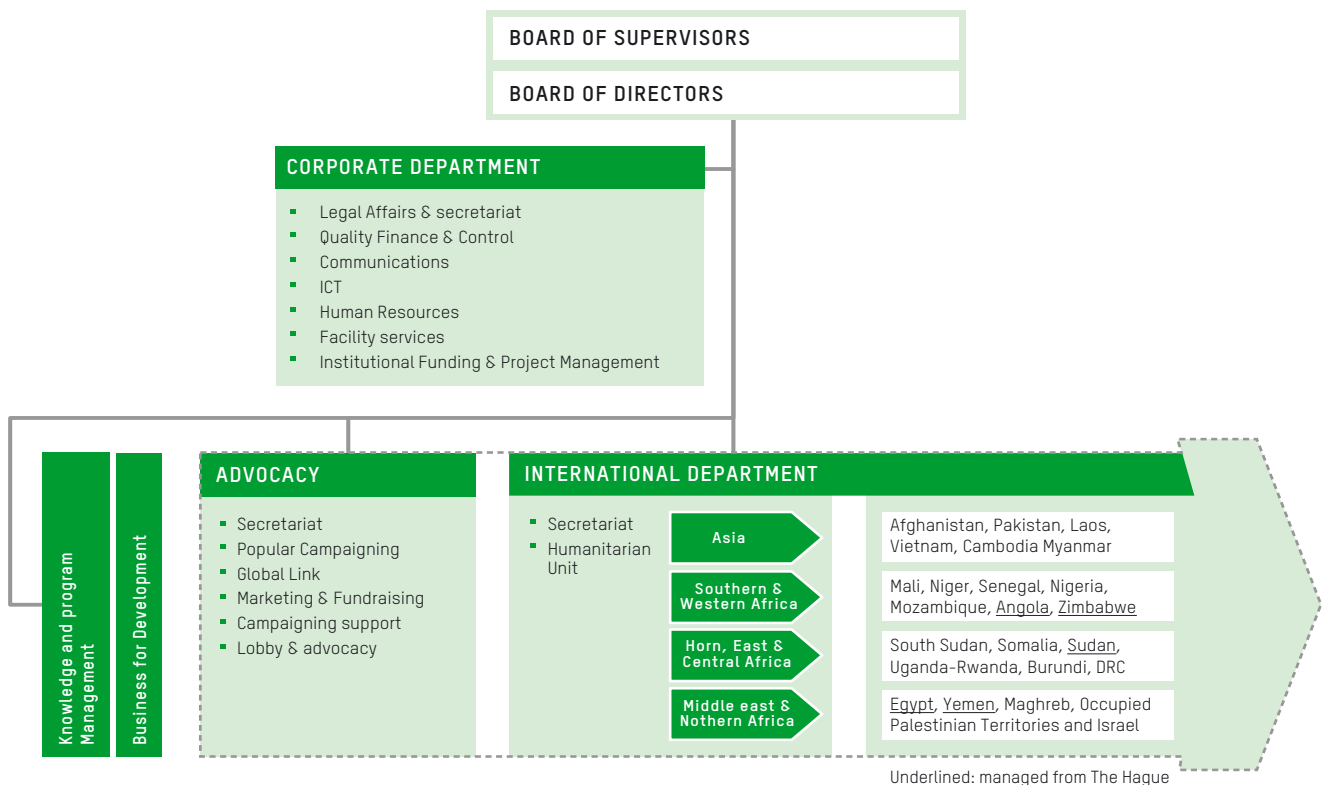 BOARD OF SUPERVISORS
BOARD OF DIRECTORS
CORPORATE DEPARTMENT
Legal Affairs & secretariat
Quality Finance & Control
Communications
ICT
Human Resources
Facility services
Institutional Funding & Project Management
Knowledge and program
Management
Business for Development
ADVOCACY
Secretariat
Popular Campaigning
Global Link
Marketing & Fundraising
Campaigning support
Lobby & advocacy
INTERNATIONAL DEPARTMENT
Secretariat
Humanitarian
Unit
Asia
Afghanistan, Pakistan, Laos,
Vietnam, Cambodia Myanmar
Southern &
Western Africa
Mali, Niger, Senegal, Nigeria,
Mozambique, Angola, Zimbabwe
Horn, East &
Central Africa
South Sudan, Somalia, Sudan,
Uganda-Rwanda, Burundi, DRC
Middle east &
Nothern Africa
Egypt, Yemen, Maghreb, Occupied
Palestinian Territories and Israel
Underlined: managed from The Hague